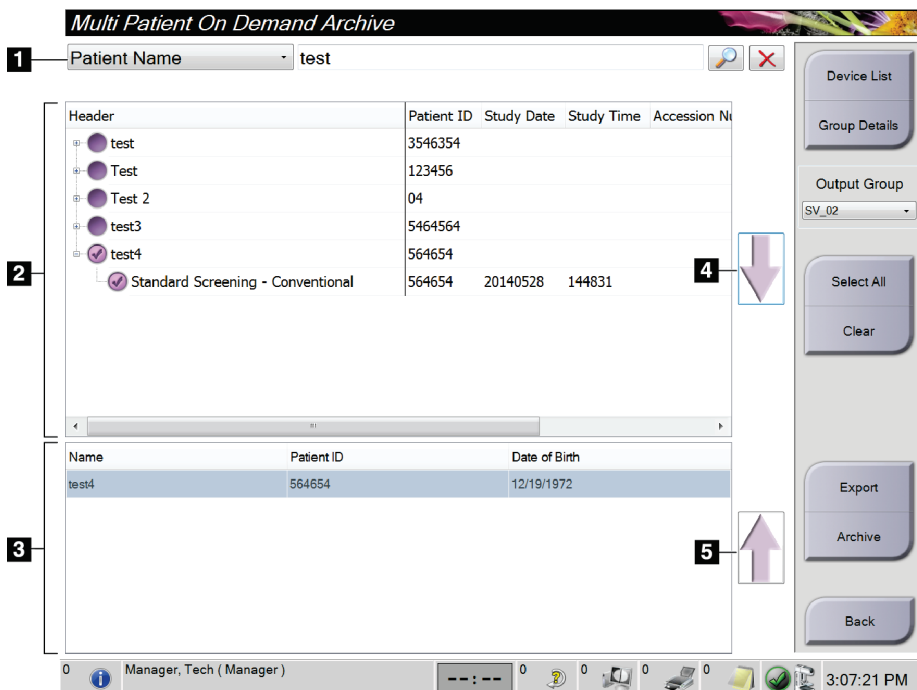 Multi Patient On Demand Archive
1
Patient Name test
Device List
Group Details
Output Group
SV_02
Select All
Clear
Export
Archive
Back
2
Header Patient ID Study Date Study Time Accession Nu
test 3546354
Test 123456
Test 2 04
test3 5464564
test4 564654
Standard Screening - Conventional 564654 20140528 144831
4
3
Name Patient ID Date of Birth
test4 564654 12/19/1972
5
0 Manager, Tech ( Manager ) --:-- 0 0 0 0 3:07:21 PM